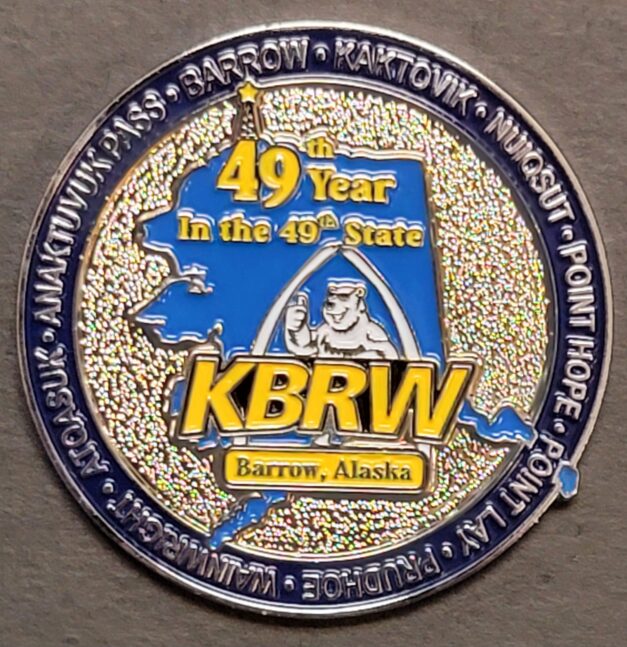 BARROW • KAKTOVIK • NUIQSUT • POINT HOPE • POINT LAY • PRUDHOE • WAINWRIGHT • ATQASUK • ANAKTUVUK PASS •
49th Year
In the 49th State
KBRW
Barrow, Alaska